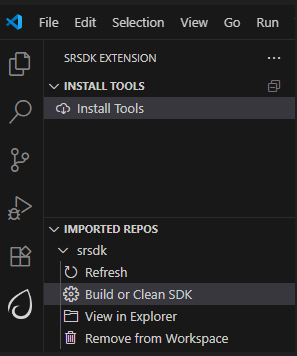 File Edit Selection View Go Run
SRSDK EXTENSION
INSTALL TOOLS
Install Tools
IMPORTED REPOS
srsdk
Refresh
Build or Clean SDK
View in Explorer
Remove from Workspace